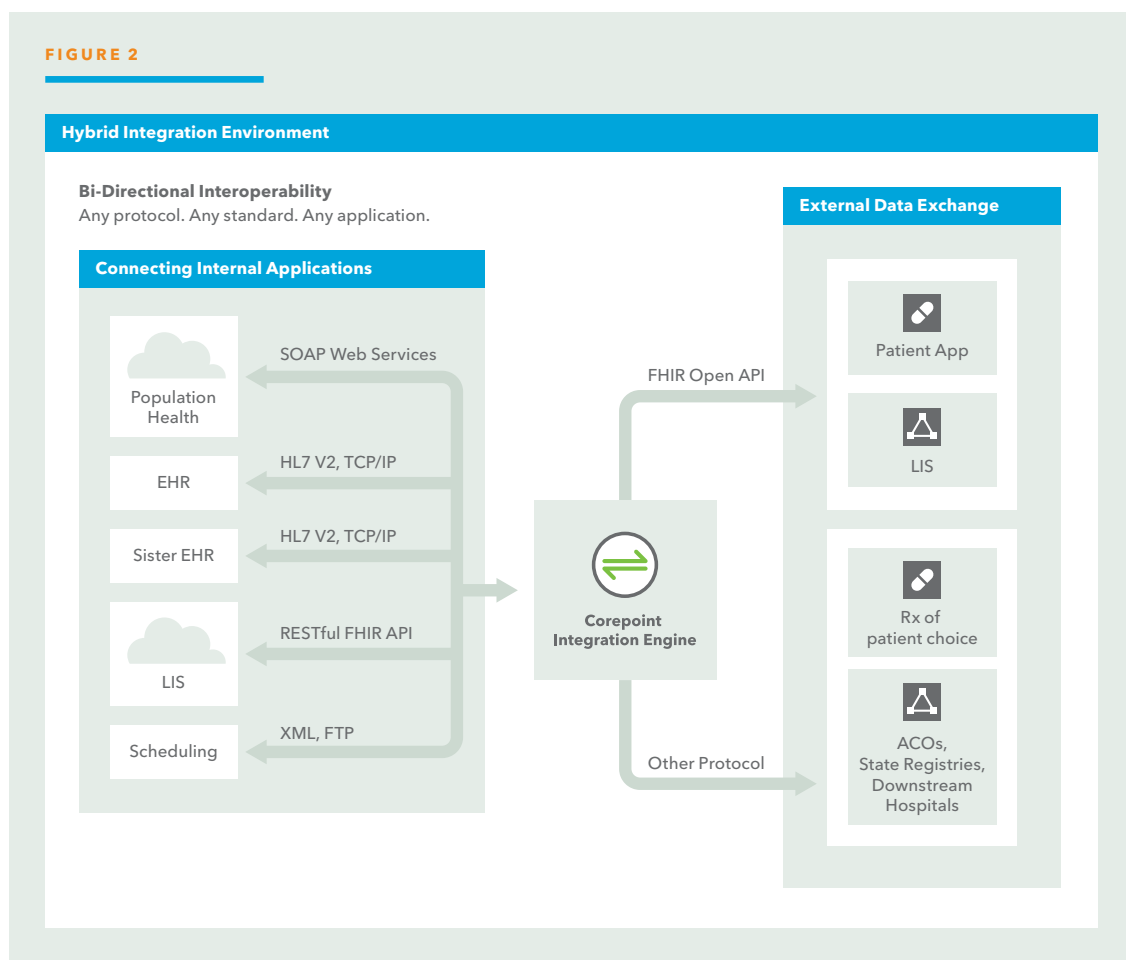 FIGURE 2
Hybrid Integration Environment
Bi-Directional Interoperability
Any protocol. Any standard. Any application.
Connecting Internal Applications
SOAP Web Services
Population
Health
HL7 V2, TCP/IP
EHR
HL7 V2, TCP/IP
Sister EHR
RESTful FHIR API
LIS
XML, FTP
Scheduling
Corepoint
Integration Engine
FHIR Open API
Other Protocol
External Data Exchange
Patient App
LIS
Rx of
patient choice
ACOs,
State Registries,
Downstream
Hospitals